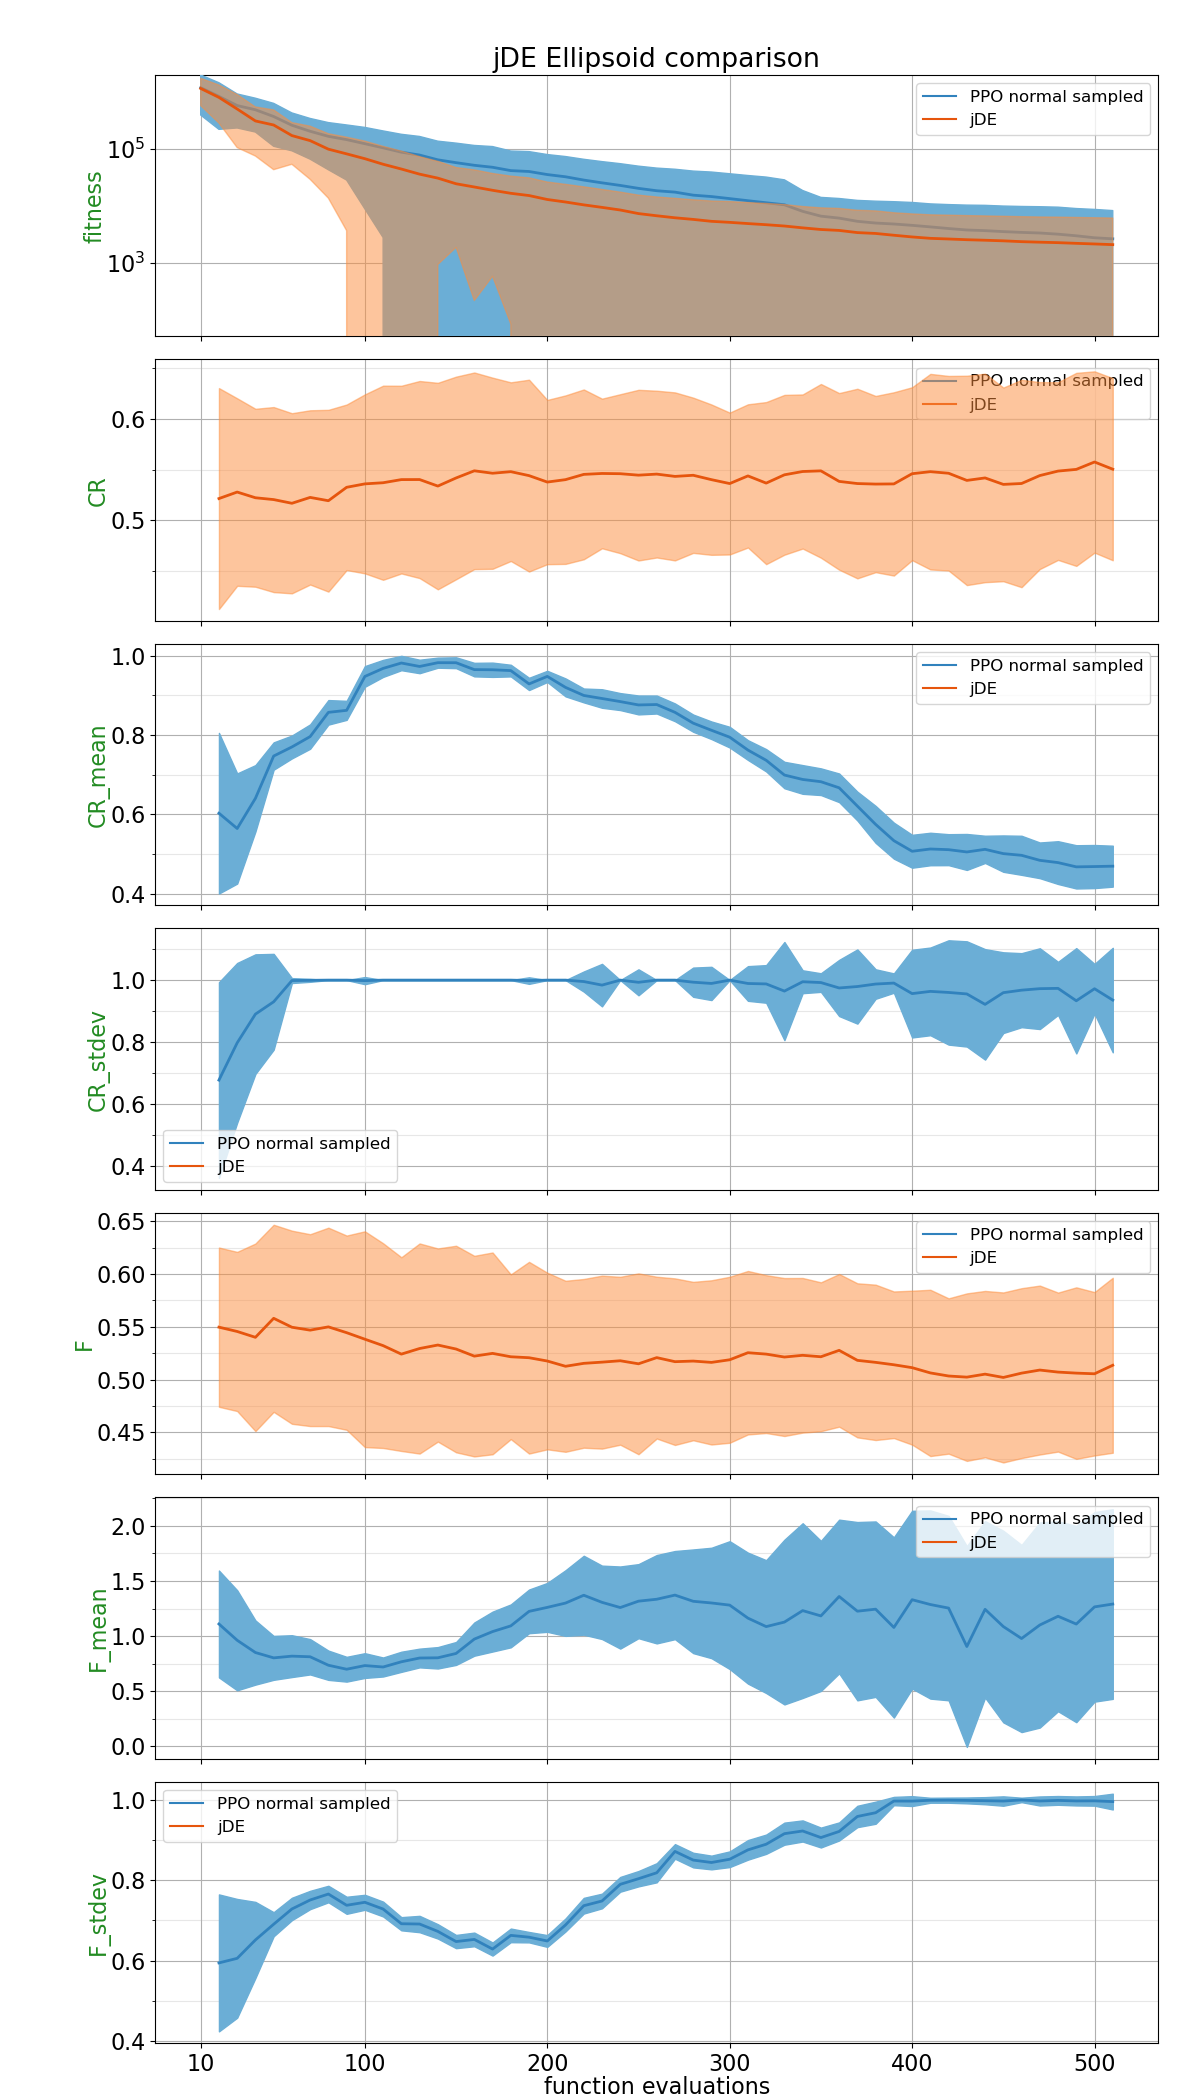 jDE Ellipsoid comparison
PPO normal sampled
jDE
10⁵
10³
fitness
PPO normal sampled
jDE
0.6
0.5
CR
PPO normal sampled
jDE
1.0
0.8
0.6
0.4
CR_mean
PPO normal sampled
jDE
1.0
0.8
0.6
0.4
CR_stdev
PPO normal sampled
jDE
0.65
0.60
0.55
0.50
0.45
F
PPO normal sampled
jDE
2.0
1.5
1.0
0.5
0.0
F_mean
PPO normal sampled
jDE
1.0
0.8
0.6
0.4
F_stdev
10 100 200 300 400 500
function evaluations